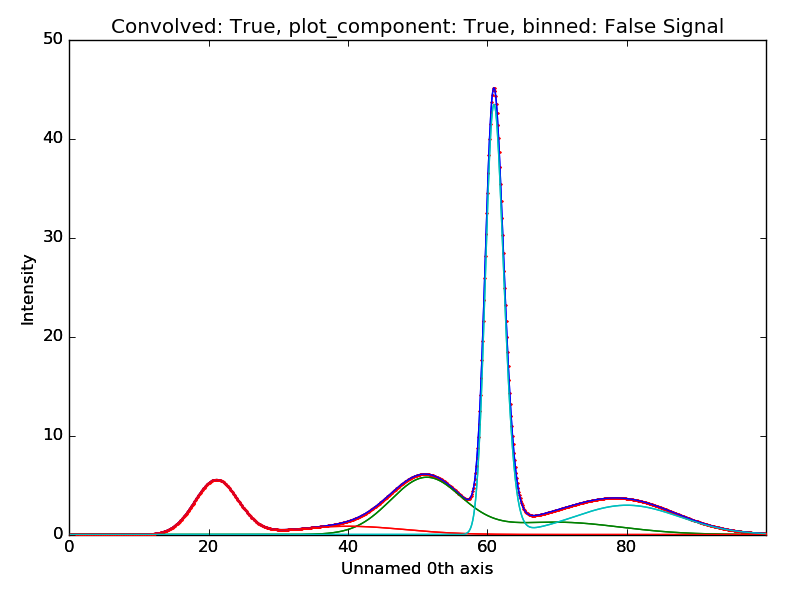 Convolved: True, plot_component: True, binned: False Signal
50
40
30
20
10
0
Intensity
0 20 40 60 80
Unnamed 0th axis